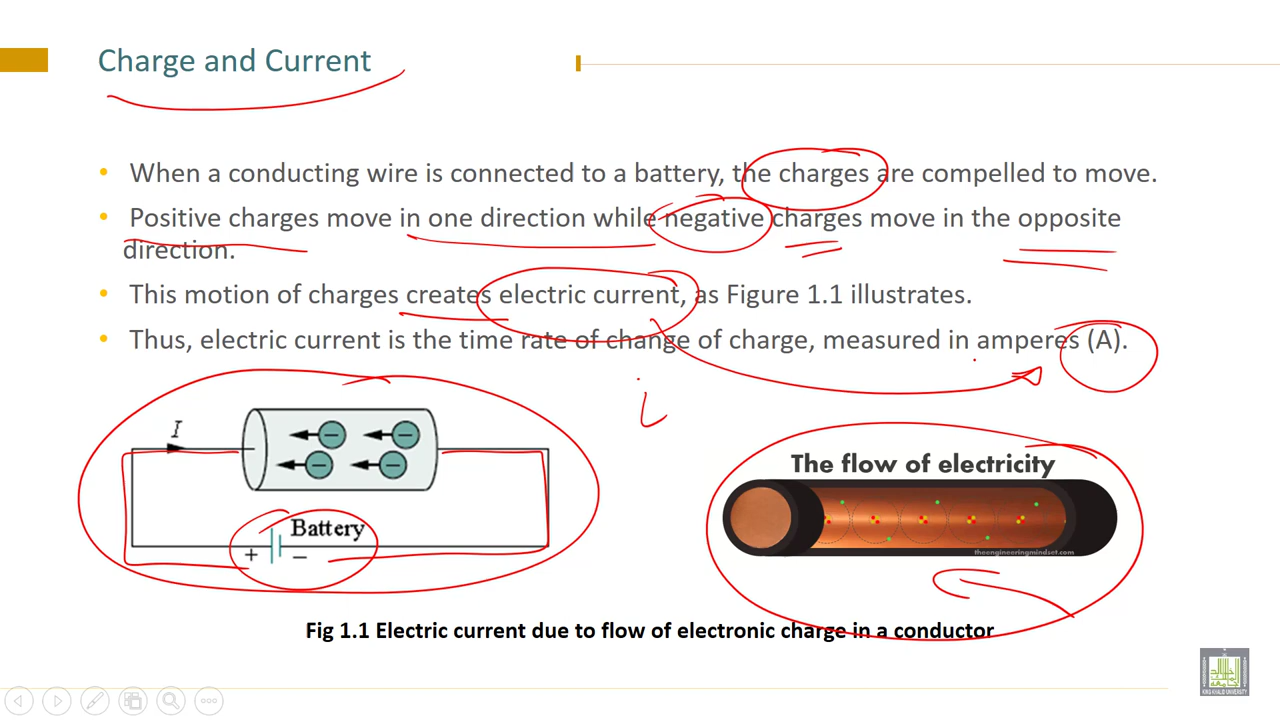 Charge and Current
• When a conducting wire is connected to a battery, the charges are compelled to move.
• Positive charges move in one direction while negative charges move in the opposite
direction.
• This motion of charges creates electric current, as Figure 1.1 illustrates.
• Thus, electric current is the time rate of change of charge, measured in amperes (A).
i
I
Battery
+ −
The flow of electricity
theengineeringmindset.com
Fig 1.1 Electric current due to flow of electronic charge in a conductor
KING KHALID UNIVERSITY